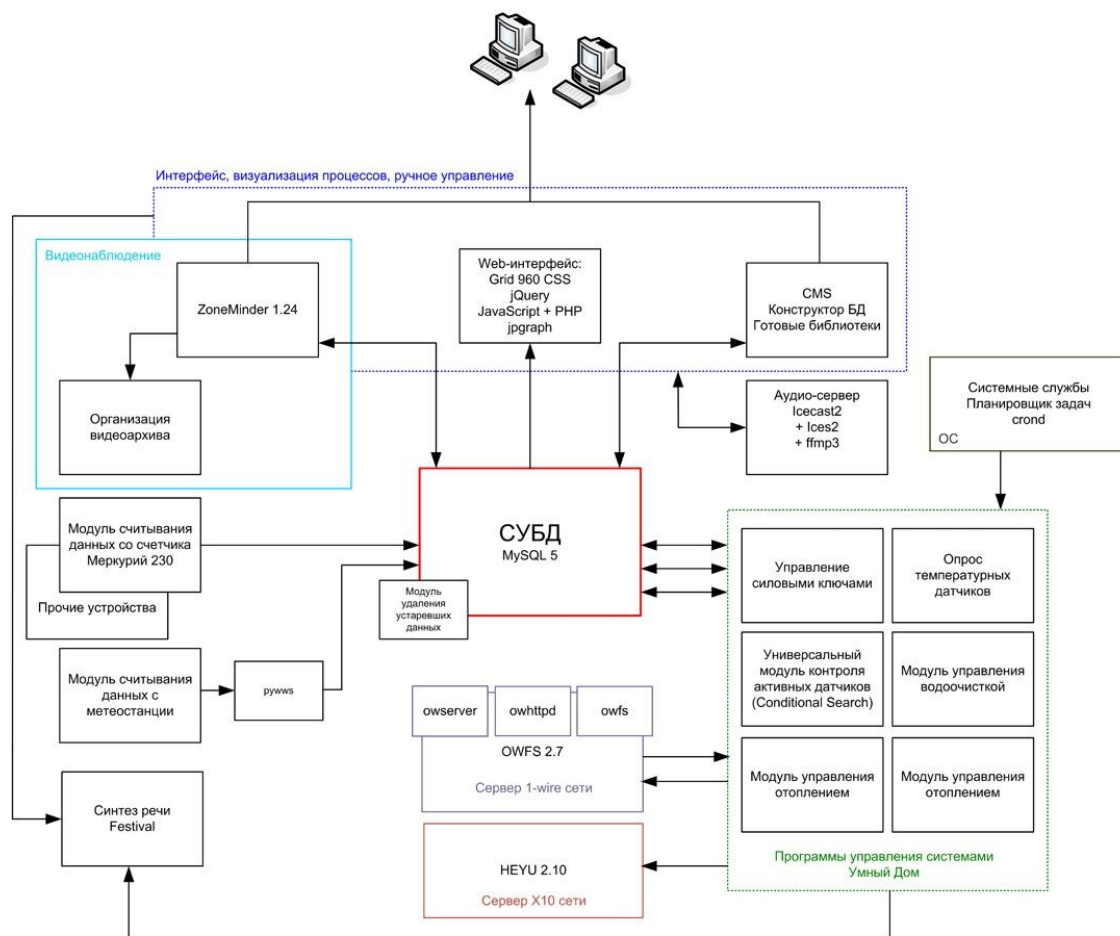 Интерфейс, визуализация процессов, ручное управление
Видеонаблюдение
ZoneMinder 1.24
Организация
видеоархива
Web-интерфейс:
Grid 960 CSS
jQuery
JavaScript + PHP
jpgraph
CMS
Конструктор БД
Готовые библиотеки
Аудио-сервер
Icecast2
+ Ices2
+ ffmp3
Системные службы
Планировщик задач
crond
ОС
Модуль считывания
данных со счетчика
Меркурий 230
Прочие устройства
СУБД
MySQL 5
Модуль
удаления
устаревших
данных
Модуль считывания
данных с
метеостанции
pywws
Управление
силовыми ключами
Опрос
температурных
датчиков
Универсальный
модуль контроля
активных датчиков
(Conditional Search)
Модуль управления
водоочисткой
Модуль управления
отоплением
Модуль управления
отоплением
Программы управления системами
Умный Дом
owserver
owhttpd
owfs
OWFS 2.7
Сервер 1-wire сети
HEYU 2.10
Сервер X10 сети
Синтез речи
Festival